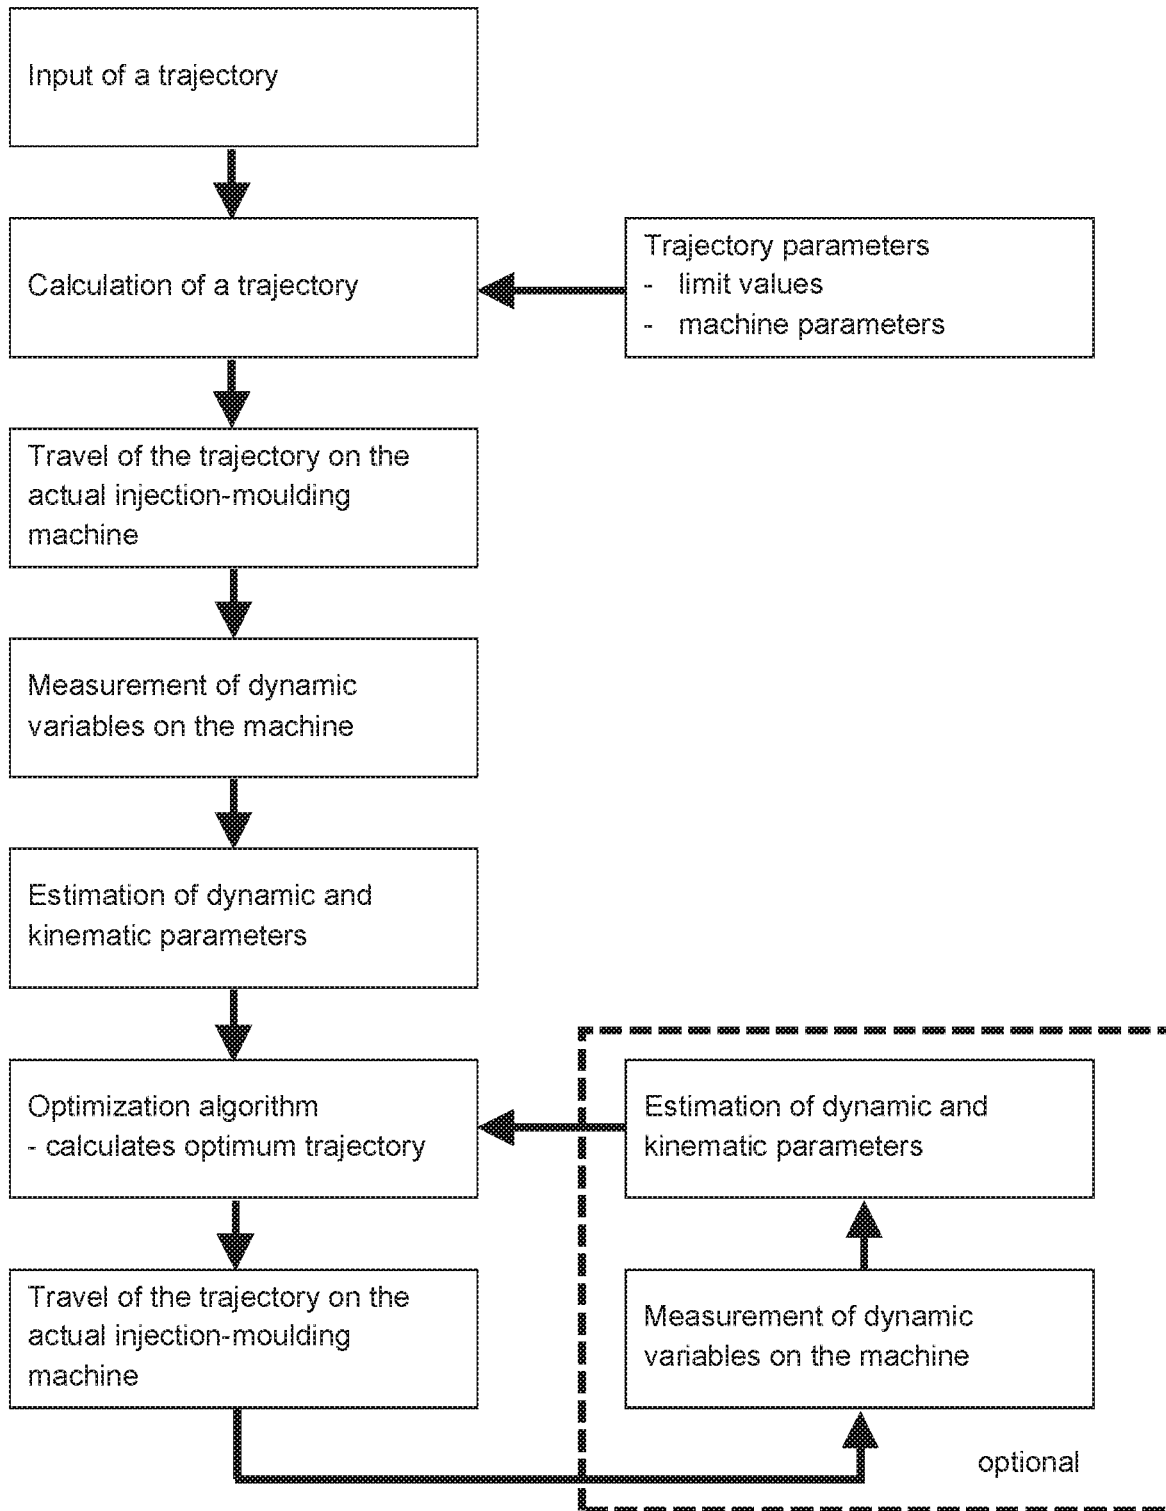 Input of a trajectory
Calculation of a trajectory
Trajectory parameters
- limit values
- machine parameters
Travel of the trajectory on the
actual injection-moulding
machine
Measurement of dynamic
variables on the machine
Estimation of dynamic and
kinematic parameters
Optimization algorithm
- calculates optimum trajectory
Estimation of dynamic and
kinematic parameters
Travel of the trajectory on the
actual injection-moulding
machine
Measurement of dynamic
variables on the machine
optional